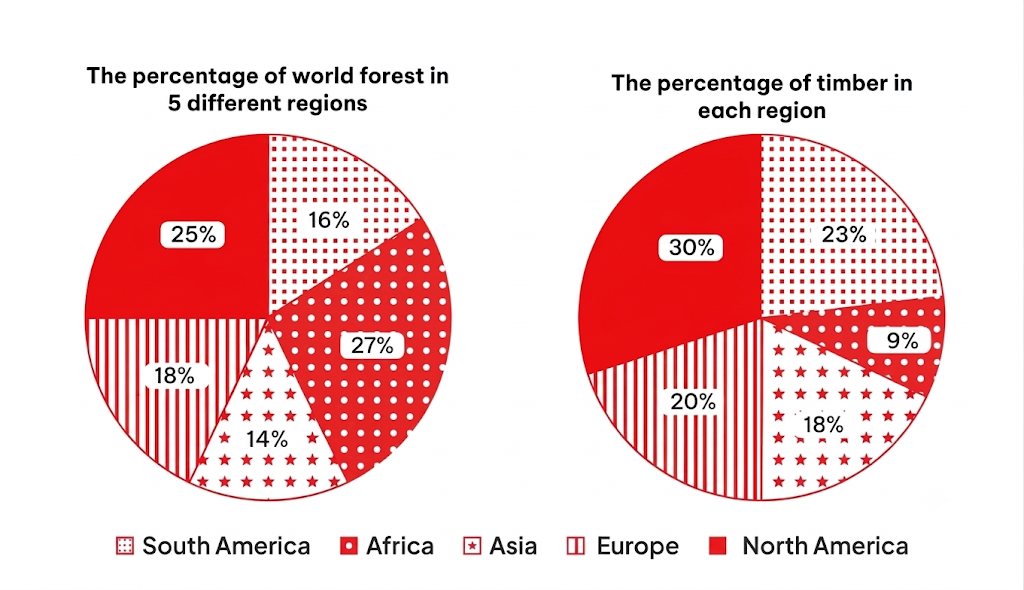 The percentage of world forest in
5 different regions
16%
27%
14%
18%
25%
The percentage of timber in
each region
23%
9%
18%
20%
30%
South America Africa Asia Europe North America